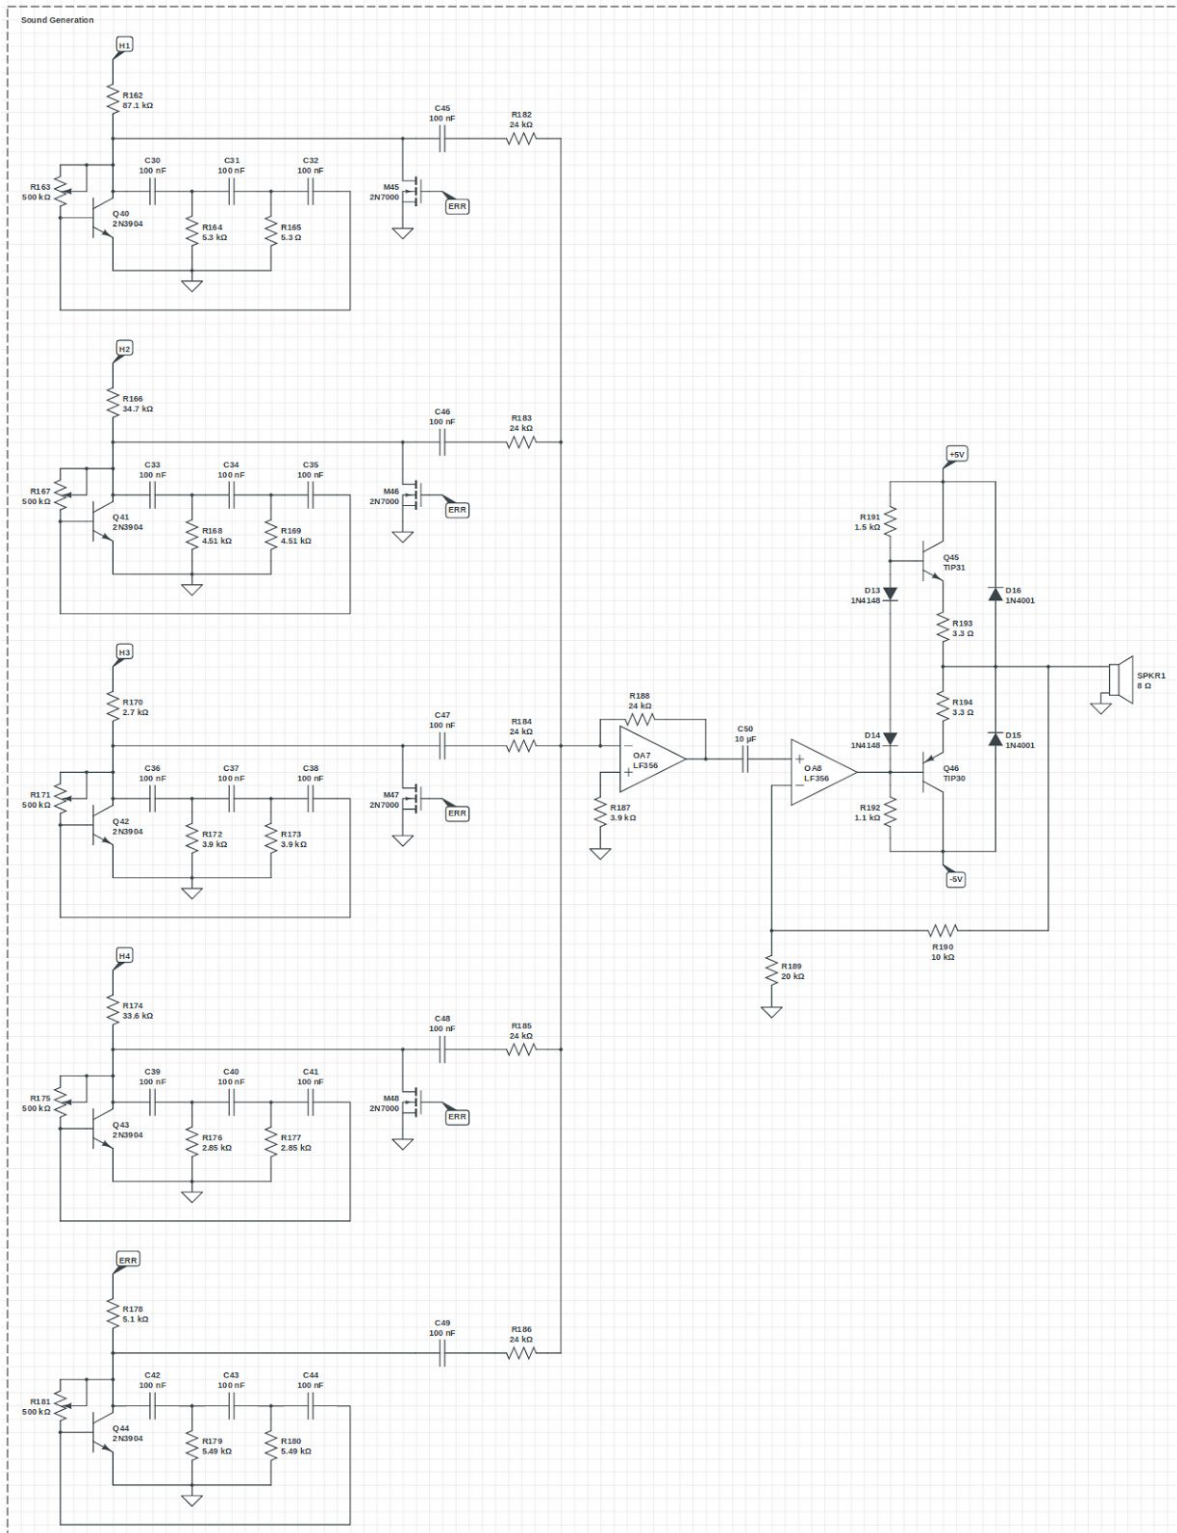 Sound Generation
H1
R162
87.1 kΩ
C45
100 nF
R182
24 kΩ
C30
100 nF
C31
100 nF
C32
100 nF
R163
500 kΩ
M45
2N7000
ERR
Q40
2N3904
R164
5.3 kΩ
R165
5.3 Ω
H2
R166
34.7 kΩ
C46
100 nF
R183
24 kΩ
C33
100 nF
C34
100 nF
C35
100 nF
R167
500 kΩ
M46
2N7000
ERR
Q41
2N3904
R168
4.51 kΩ
R169
4.51 kΩ
+5V
R191
1.5 kΩ
Q45
TIP31
D13
1N4148
D16
1N4001
R193
3.3 Ω
H3
R170
2.7 kΩ
C47
100 nF
R184
24 kΩ
R188
24 kΩ
C50
10 µF
SPKR1
8 Ω
R194
3.3 Ω
D14
1N4148
D15
1N4001
C36
100 nF
C37
100 nF
C38
100 nF
R171
500 kΩ
M47
2N7000
ERR
OA7
LF356
OA8
LF356
Q46
TIP30
Q42
2N3904
R172
3.9 kΩ
R173
3.9 kΩ
R187
3.9 kΩ
R192
1.1 kΩ
-5V
R190
10 kΩ
R189
20 kΩ
H4
R174
33.6 kΩ
C48
100 nF
R185
24 kΩ
C39
100 nF
C40
100 nF
C41
100 nF
R175
500 kΩ
M48
2N7000
ERR
Q43
2N3904
R176
2.85 kΩ
R177
2.85 kΩ
ERR
R178
5.1 kΩ
C49
100 nF
R186
24 kΩ
C42
100 nF
C43
100 nF
C44
100 nF
R181
500 kΩ
Q44
2N3904
R179
5.49 kΩ
R180
5.49 kΩ